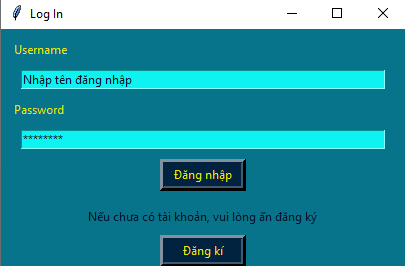 Log In
Username
Nhập tên đăng nhập
Password
********
Đăng nhập
Nếu chưa có tài khoản, vui lòng ấn đăng ký
Đăng kí